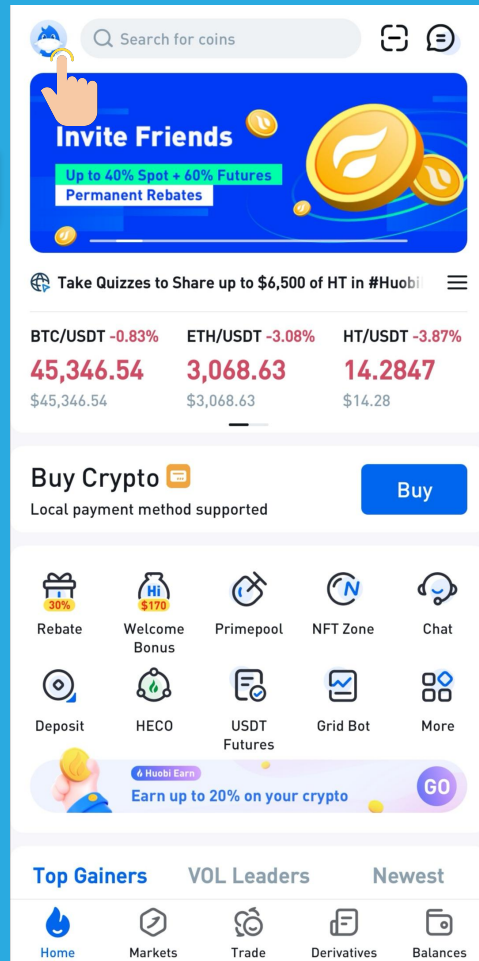 Search for coins
Invite Friends
Up to 40% Spot + 60% Futures
Permanent Rebates
Take Quizzes to Share up to $6,500 of HT in #Huobi
BTC/USDT -0.83% ETH/USDT -3.08% HT/USDT -3.87%
45,346.54 3,068.63 14.2847
$45,346.54 $3,068.63 $14.28
Buy Crypto
Local payment method supported
Buy
30% Hi $170 N
Rebate Welcome Bonus Primepool NFT Zone Chat
Deposit HECO USDT Futures Grid Bot More
Huobi Earn
Earn up to 20% on your crypto
GO
Top Gainers VOL Leaders Newest
Home Markets Trade Derivatives Balances